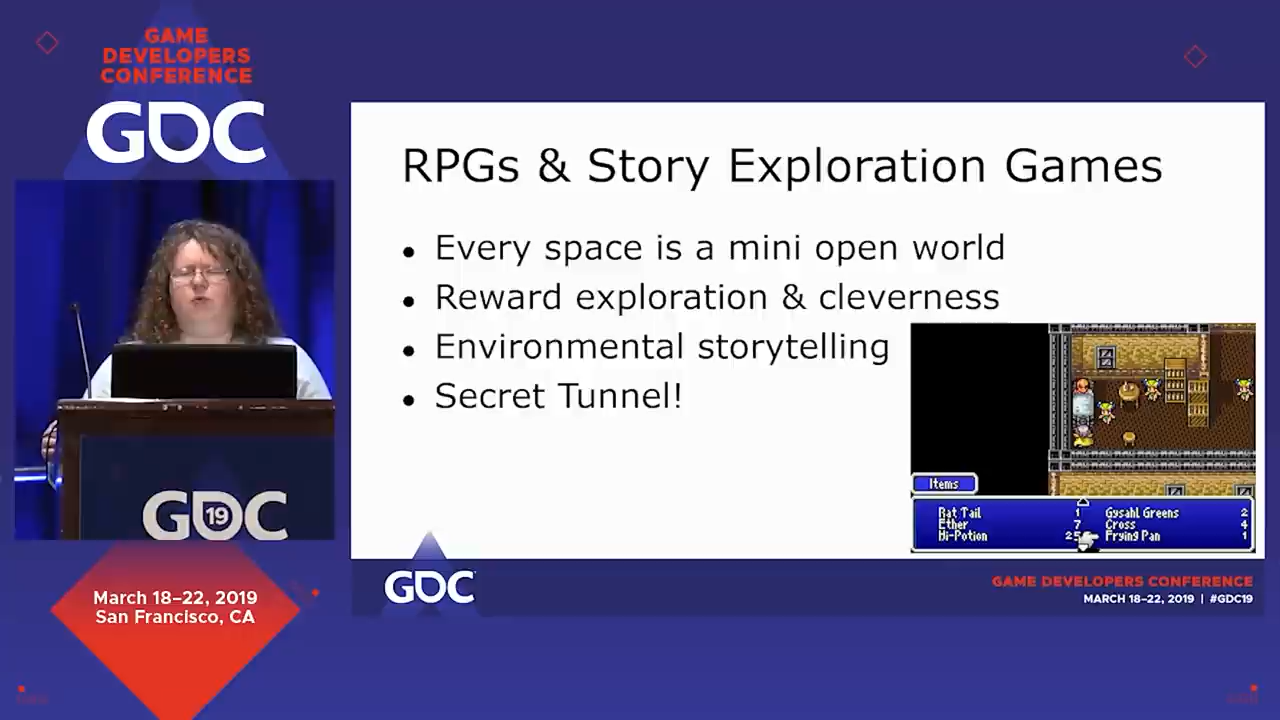 GAME
DEVELOPERS
CONFERENCE
GDC
RPGs & Story Exploration Games
Every space is a mini open world
Reward exploration & cleverness
Environmental storytelling
Secret Tunnel!
Items
Rat Tail 1 Gysahl Greens 2
Ether 7 Cross 4
Hi-Potion 25 Frying Pan 1
GDC 19
March 18–22, 2019
San Francisco, CA
GDC
GAME DEVELOPERS CONFERENCE
MARCH 18–22, 2019 | #GDC19